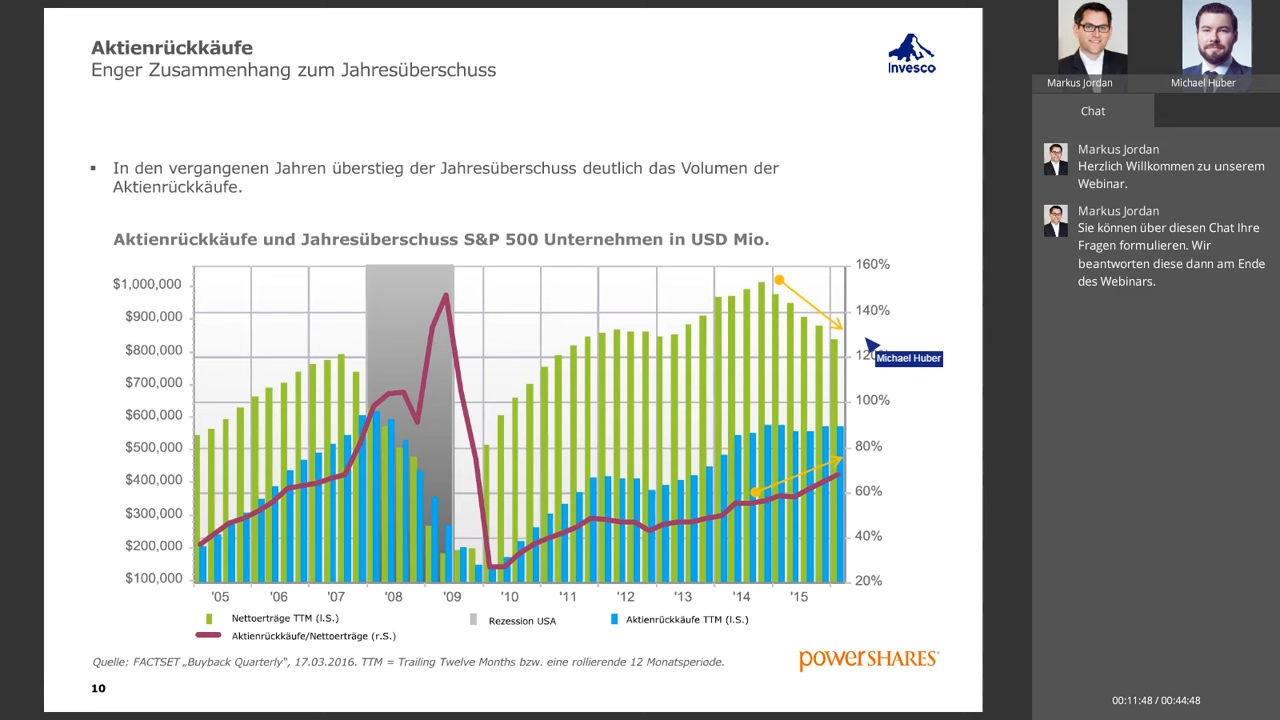 Aktienrückkäufe
Enger Zusammenhang zum Jahresüberschuss
Invesco
▪ In den vergangenen Jahren überstieg der Jahresüberschuss deutlich das Volumen der
Aktienrückkäufe.
Aktienrückkäufe und Jahresüberschuss S&P 500 Unternehmen in USD Mio.
$1,000,000
$900,000
$800,000
$700,000
$600,000
$500,000
$400,000
$300,000
$200,000
$100,000
160%
140%
120%
100%
80%
60%
40%
20%
Michael Huber
'05 '06 '07 '08 '09 '10 '11 '12 '13 '14 '15
Nettoerträge TTM (l.S.) Rezession USA Aktienrückkäufe TTM (l.S.)
Aktienrückkäufe/Nettoerträge (r.S.)
Quelle: FACTSET „Buyback Quarterly“, 17.03.2016. TTM = Trailing Twelve Months bzw. eine rollierende 12 Monatsperiode.
powerSHARES®
10
Markus Jordan Michael Huber
Chat
Markus Jordan
Herzlich Willkommen zu unserem
Webinar.
Markus Jordan
Sie können über diesen Chat Ihre
Fragen formulieren. Wir
beantworten diese dann am Ende
des Webinars.
00:11:48 / 00:44:48